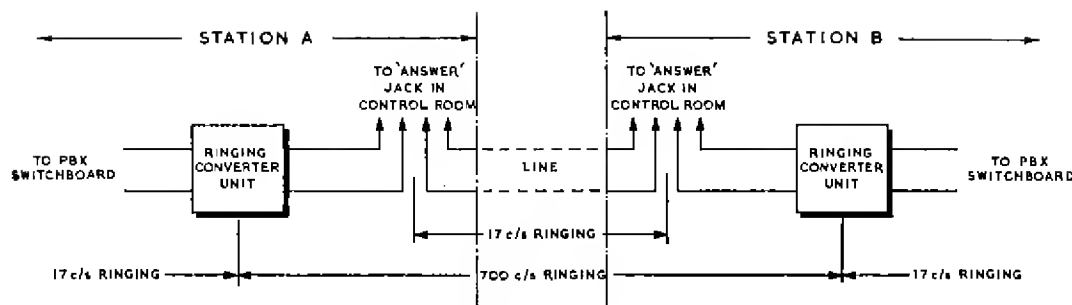 STATION A
STATION B
TO 'ANSWER'
JACK IN
CONTROL ROOM
TO 'ANSWER'
JACK IN
CONTROL ROOM
TO PBX
SWITCHBOARD
RINGING
CONVERTER
UNIT
LINE
RINGING
CONVERTER
UNIT
TO PBX
SWITCHBOARD
17 c/s RINGING
17 c/s RINGING
700 c/s RINGING
17 c/s RINGING